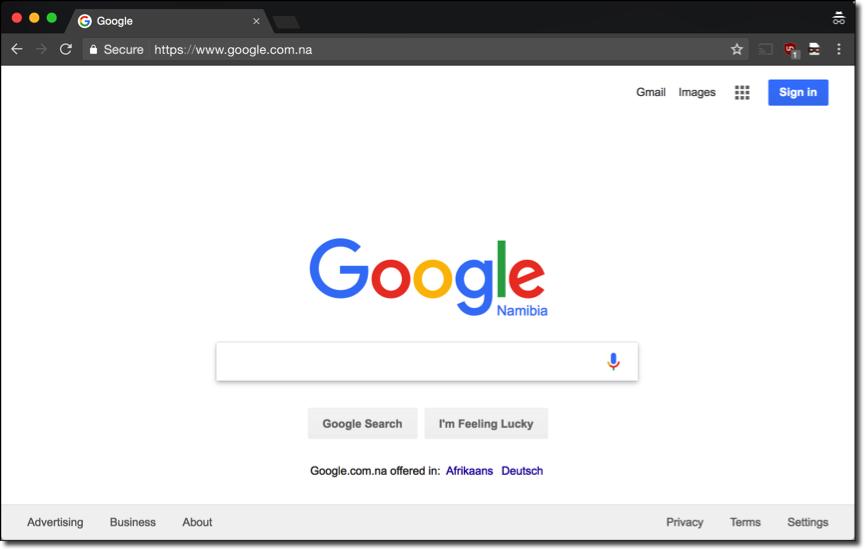 Google
Secure https://www.google.com.na
1
Gmail Images Sign in
Google
Namibia
Google Search I'm Feeling Lucky
Google.com.na offered in: Afrikaans Deutsch
Advertising Business About Privacy Terms Settings